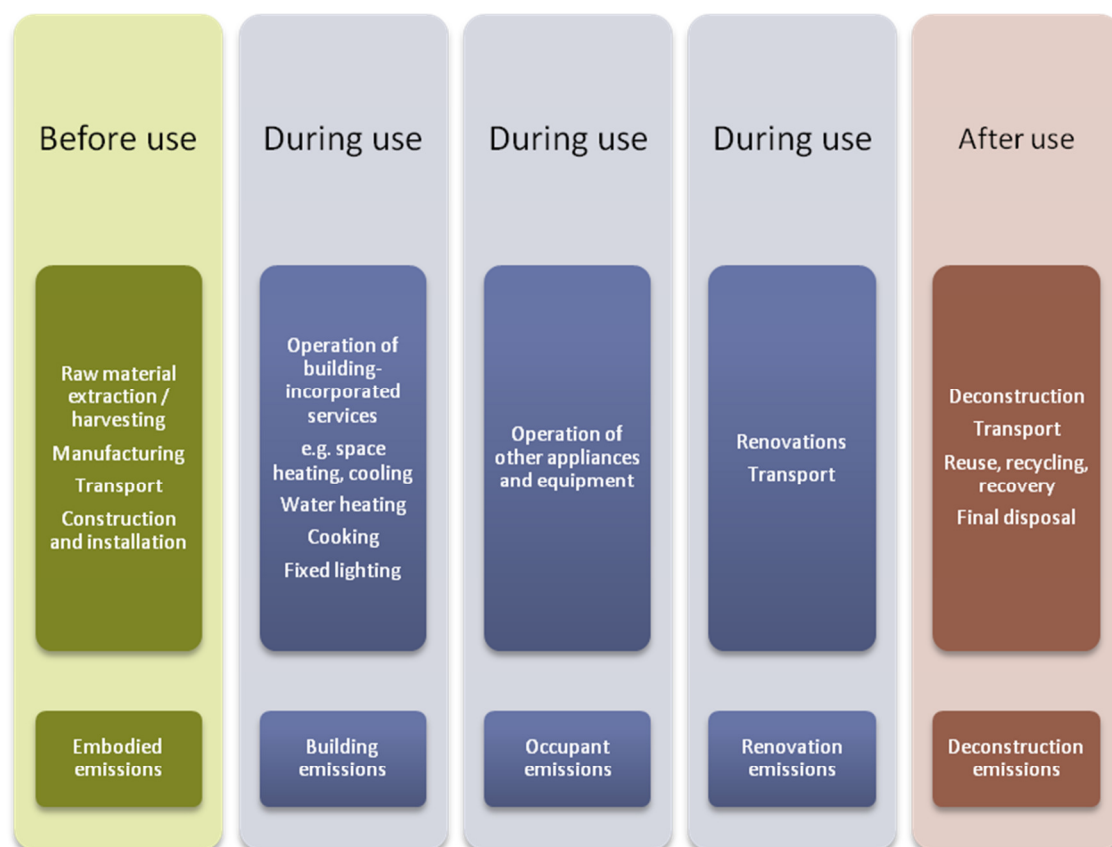 Before use
Raw material
extraction /
harvesting
Manufacturing
Transport
Construction
and installation
Embodied
emissions
During use
Operation of
building-
incorporated
services
e.g. space
heating, cooling
Water heating
Cooking
Fixed lighting
Building
emissions
During use
Operation of
other appliances
and equipment
Occupant
emissions
During use
Renovations
Transport
Renovation
emissions
After use
Deconstruction
Transport
Reuse, recycling,
recovery
Final disposal
Deconstruction
emissions